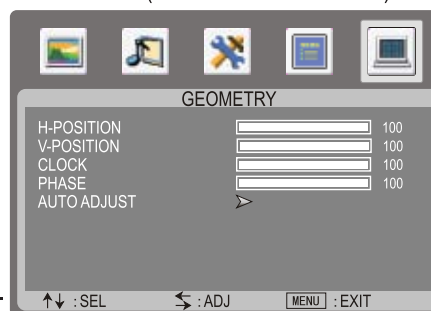 GEOMETRY
H-POSITION 100
V-POSITION 100
CLOCK 100
PHASE 100
AUTO ADJUST
: SEL : ADJ MENU : EXIT